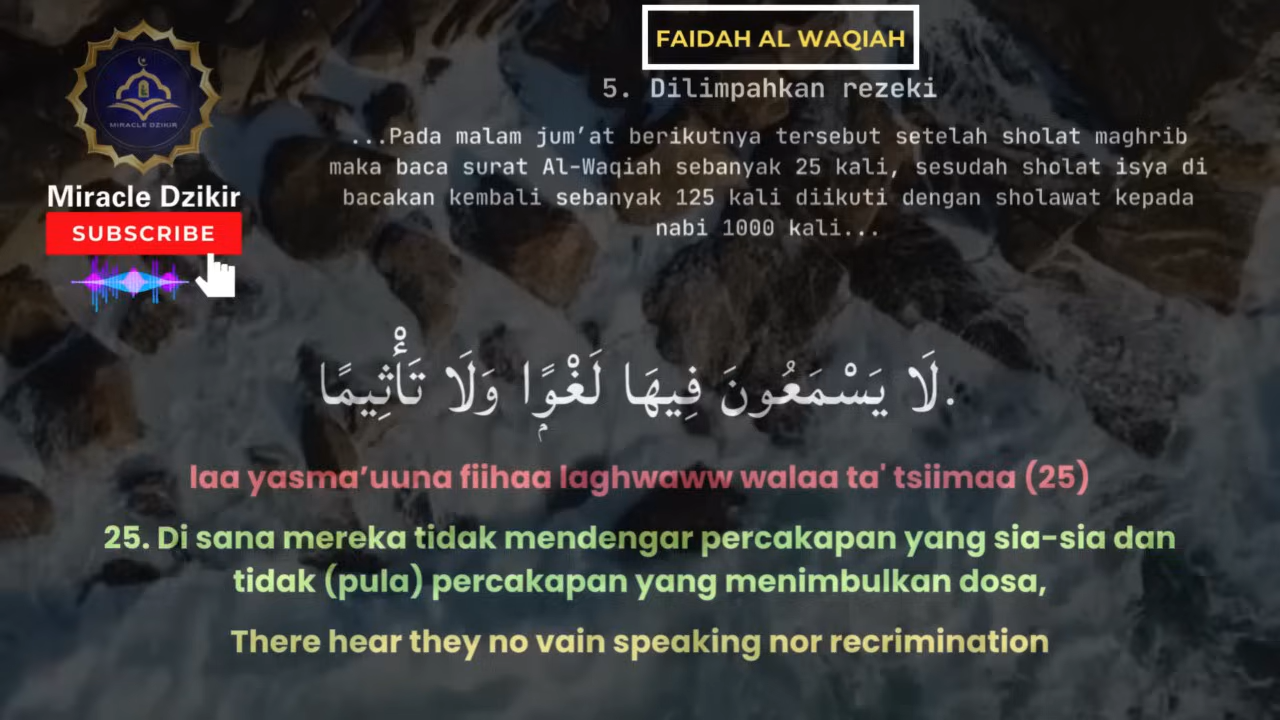 MIRACLE DZIKIR
Miracle Dzikir
SUBSCRIBE
FAIDAH AL WAQIAH
5. Dilimpahkan rezeki
...Pada malam jum’at berikutnya tersebut setelah sholat maghrib
maka baca surat Al-Waqiah sebanyak 25 kali, sesudah sholat isya di
bacakan kembali sebanyak 125 kali diikuti dengan sholawat kepada
nabi 1000 kali...
لَا يَسْمَعُونَ فِيهَا لَغْوًۭا وَلَا تَأْثِيمًا.
laa yasma’uuna fiihaa laghwaww walaa ta' tsiimaa (25)
25. Di sana mereka tidak mendengar percakapan yang sia-sia dan
tidak (pula) percakapan yang menimbulkan dosa,
There hear they no vain speaking nor recrimination